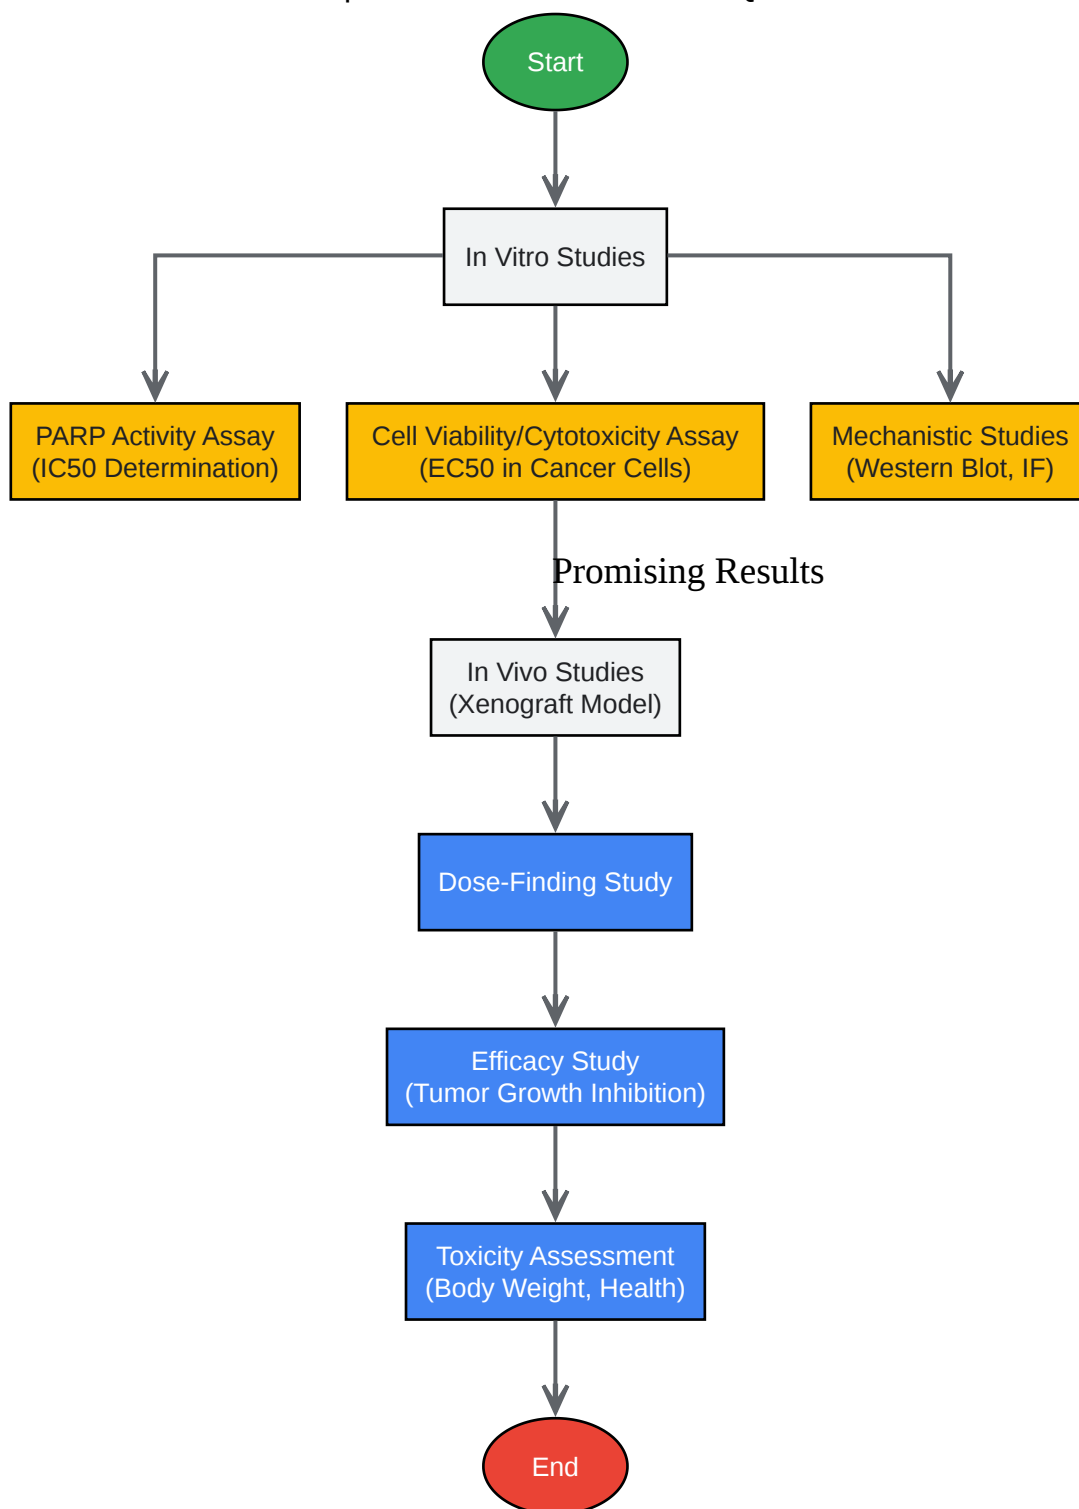 Start
In Vitro Studies
PARP Activity Assay
(IC50 Determination)
Cell Viability/Cytotoxicity Assay
(EC50 in Cancer Cells)
Mechanistic Studies
(Western Blot, IF)
Promising Results
In Vivo Studies
(Xenograft Model)
Dose-Finding Study
Efficacy Study
(Tumor Growth Inhibition)
Toxicity Assessment
(Body Weight, Health)
End